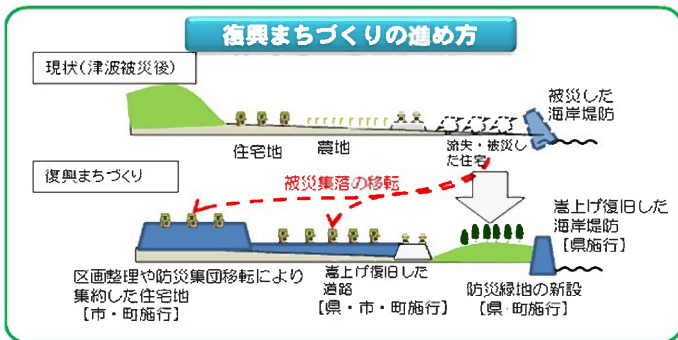 復興まちづくりの進め方
現状(津波被災後)
被災した
海岸堤防
住宅地
農地
流失・被災し
た住宅
復興まちづくり
被災集落の移転
嵩上げ復旧した
海岸堤防
【県施行】
区画整理や防災集団移転により
集約した住宅地
【市・町施行】
嵩上げ復旧した
道路
【県・市・町施行】
防災緑地の新設
【県・町施行】